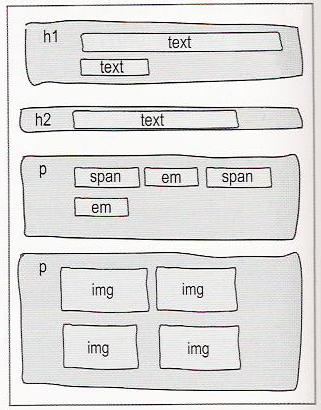 h1
text
text
h2 text
p
span em span
em
p
img img
img img